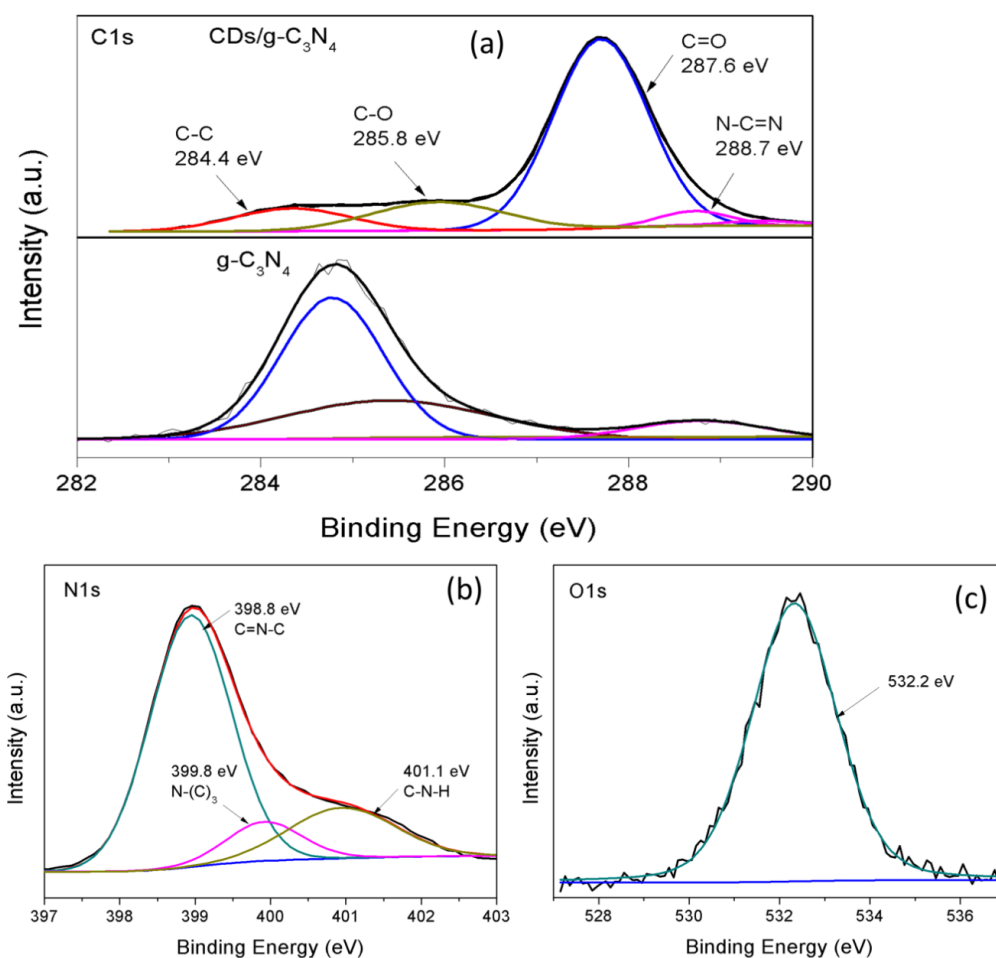 C1s
CDs/g-C₃N₄
(a)
C=O
287.6 eV
C-O
285.8 eV
N-C=N
288.7 eV
C-C
284.4 eV
g-C₃N₄
Intensity (a.u.)
282 284 286 288 290
Binding Energy (eV)
N1s
(b)
398.8 eV
C=N-C
399.8 eV
N-(C)₃
401.1 eV
C-N-H
Intensity (a.u.)
397 398 399 400 401 402 403
Binding Energy (eV)
O1s
(c)
532.2 eV
Intensity (a.u.)
528 530 532 534 536
Binding Energy (eV)